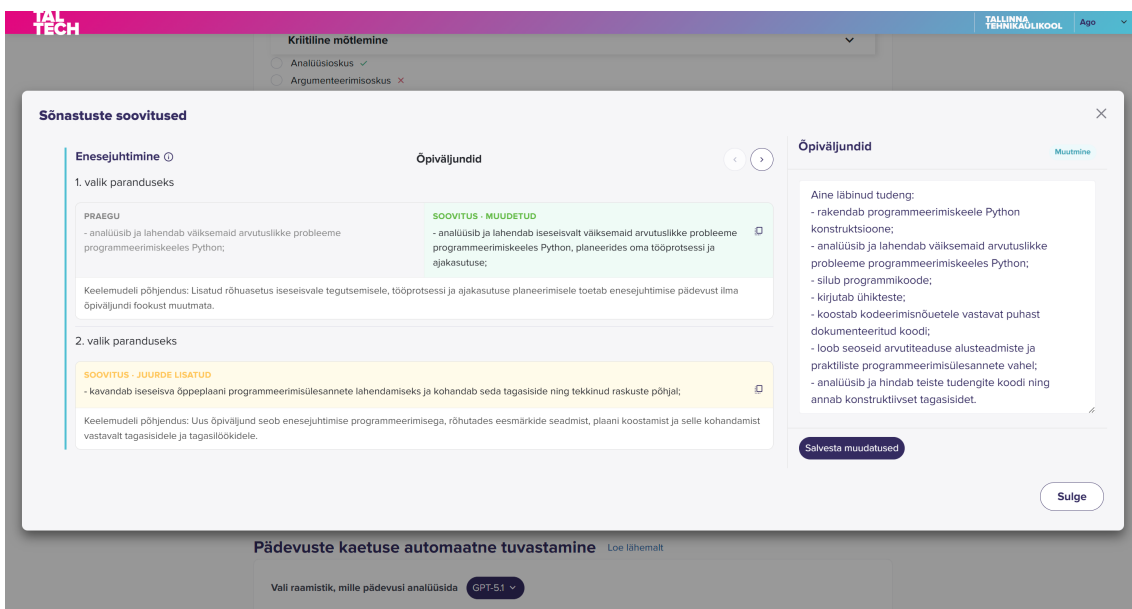 TAL
TECH
TALLINNA
TEHNIKAÜLIKOOL
Ago
Kriitiline mõtlemine
Analüüsioskus
Argumenteerimisoskus
Sõnastuste soovitused
Enesejuhtimine
Õpiväljundid
1. valik paranduseks
PRAEGU
- analüüsib ja lahendab väiksemaid arvutuslikke probleeme
programmeerimiskeeles Python;
SOOVITUS - MUUDETUD
- analüüsib ja lahendab iseseisvalt väiksemaid arvutuslikke probleeme
programmeerimiskeeles Python, planeerides oma tööprotsessi ja
ajakasutuse;
Keelemudeli põhjendus: Lisatud rõhuasetus iseseisvale tegutsemisele, tööprotsessi ja ajakasutuse planeerimisele toetab enesejuhtimise pädevust ilma
õpiväljundi fookust muutmata.
2. valik paranduseks
SOOVITUS - JUURDE LISATUD
- kavandab iseseisva õppeplaani programmeerimisülesannete lahendamiseks ja kohandab seda tagasiside ning tekkinud raskuste põhjal;
Keelemudeli põhjendus: Uus õpiväljund seob enesejuhtimise programmeerimisega, rõhutades eesmärkide seadmist, plaani koostamist ja selle kohandamist
vastavalt tagasisidele ja tagasilöökidele.
Õpiväljundid
Muutmine
Aine läbinud tudeng:
- rakendab programmeerimiskeele Python
konstruktsioone;
- analüüsib ja lahendab väiksemaid arvutuslikke
probleeme programmeerimiskeeles Python;
- silub programmikoode;
- kirjutab ühikteste;
- koostab kodeerimisnõuetele vastavat puhast
dokumenteeritud koodi;
- loob seoseid arvutiteaduse alusteadmiste ja
praktiliste programmeerimisülesannete vahel;
- analüüsib ja hindab teiste tudengite koodi ning
annab konstruktiivset tagasisidet.
Salvesta muudatused
Sulge
Pädevuste kaetuse automaatne tuvastamine
Loe lähemalt
Vali raamistik, mille pädevusi analüüsida
GPT-5.1